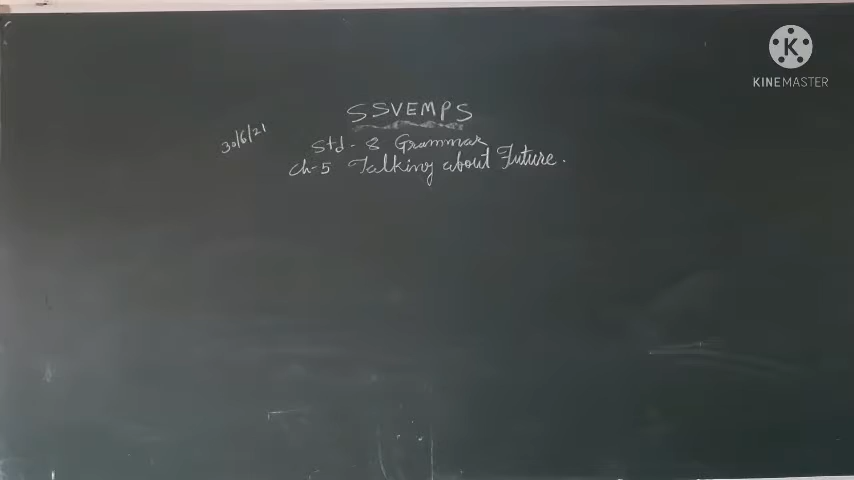 K
KINEMASTER
SSVEMPS
30/6/21
Std - 8 Grammar
Ch-5 Talking about Future.